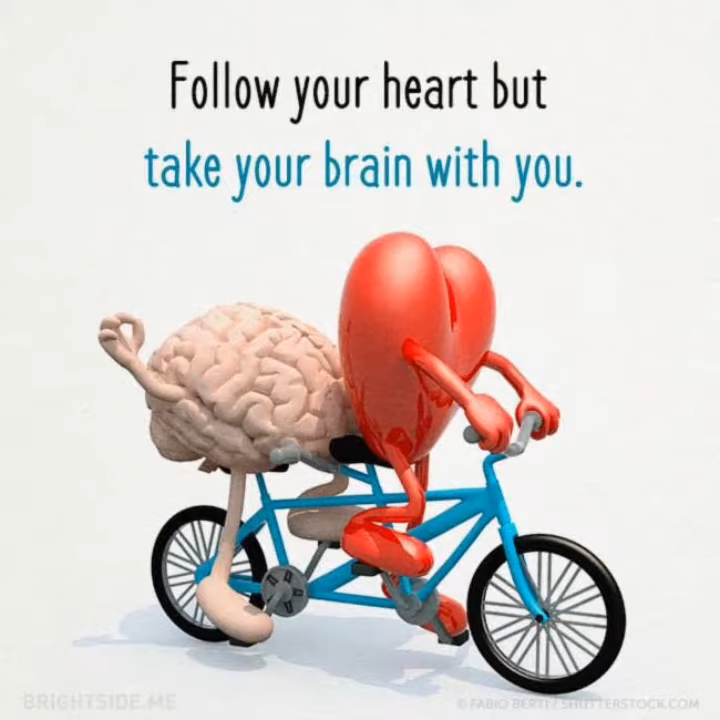 Follow your heart but
take your brain with you.
BRIGHTSIDE.ME
© FABIO BERTI / SHUTTERSTOCK.COM